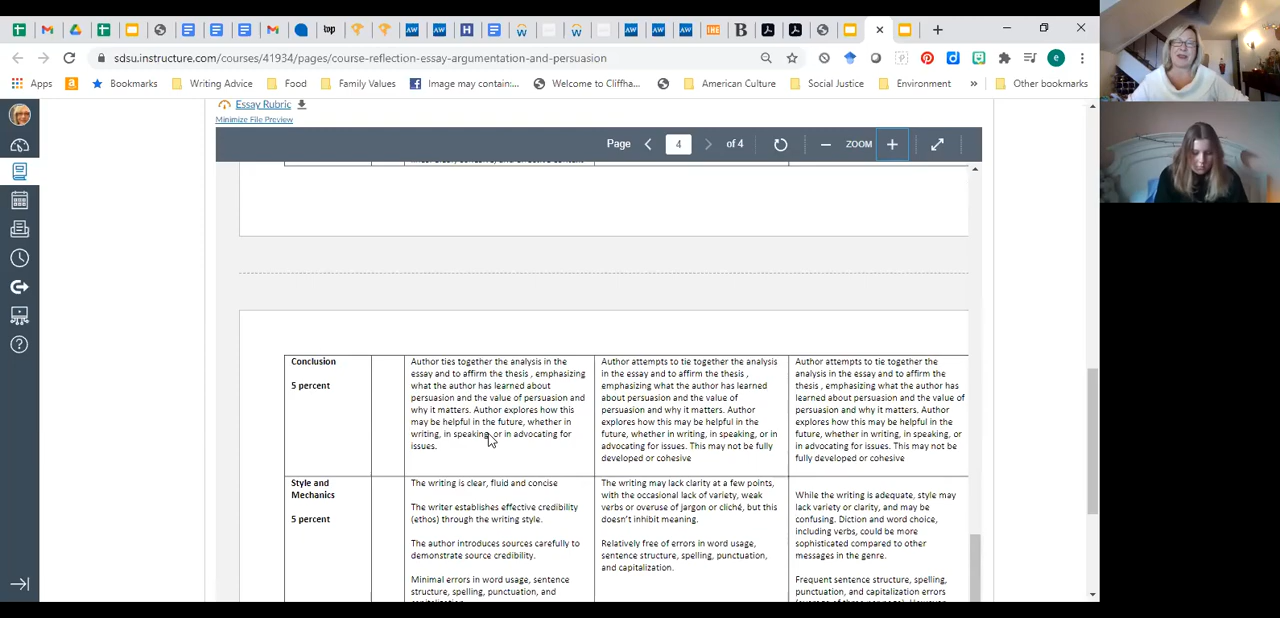 top
AW
AW
H
W
W
AW
AW
AW
THE
B
sdsu.instructure.com/courses/41934/pages/course-reflection-essay-argumentation-and-persuasion
e
Apps
Bookmarks
Writing Advice
Food
Family Values
Image may contain:...
Welcome to Cliffha...
American Culture
Social Justice
Environment
»
Other bookmarks
Essay Rubric
Minimize File Preview
Page
4
of 4
ZOOM
Conclusion
5 percent
Author ties together the analysis in the
essay and to affirm the thesis , emphasizing
what the author has learned about
persuasion and the value of persuasion and
why it matters. Author explores how this
may be helpful in the future, whether in
writing, in speaking, or in advocating for
issues.
Author attempts to tie together the analysis
in the essay and to affirm the thesis ,
emphasizing what the author has learned
about persuasion and the value of
persuasion and why it matters. Author
explores how this may be helpful in the
future, whether in writing, in speaking, or in
advocating for issues. This may not be fully
developed or cohesive
Author attempts to tie together the
analysis in the essay and to affirm the
thesis , emphasizing what the author has
learned about persuasion and the value of
persuasion and why it matters. Author
explores how this may be helpful in the
future, whether in writing, in speaking, or
in advocating for issues. This may not be
fully developed or cohesive
Style and
Mechanics
5 percent
The writing is clear, fluid and concise
The writer establishes effective credibility
(ethos) through the writing style.
The author introduces sources carefully to
demonstrate source credibility.
Minimal errors in word usage, sentence
structure, spelling, punctuation, and
The writing may lack clarity at a few points,
with the occasional lack of variety, weak
verbs or overuse of jargon or cliché, but this
doesn't inhibit meaning.
Relatively free of errors in word usage,
sentence structure, spelling, punctuation,
and capitalization.
While the writing is adequate, style may
lack variety or clarity, and may be
confusing. Diction and word choice,
including verbs, could be more
sophisticated compared to other
messages in the genre.
Frequent sentence structure, spelling,
punctuation, and capitalization errors